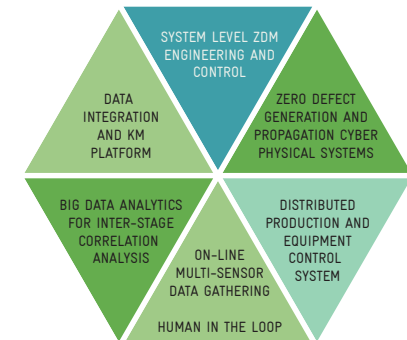 SYSTEM LEVEL ZDM
ENGINEERING AND
CONTROL
DATA
INTEGRATION
AND KM
PLATFORM
ZERO DEFECT
GENERATION AND
PROPAGATION CYBER
PHYSICAL SYSTEMS
BIG DATA ANALYTICS
FOR INTER-STAGE
CORRELATION
ANALYSIS
ON-LINE
MULTI-SENSOR
DATA GATHERING
HUMAN IN THE LOOP
DISTRIBUTED
PRODUCTION AND
EQUIPMENT
CONTROL
SYSTEM